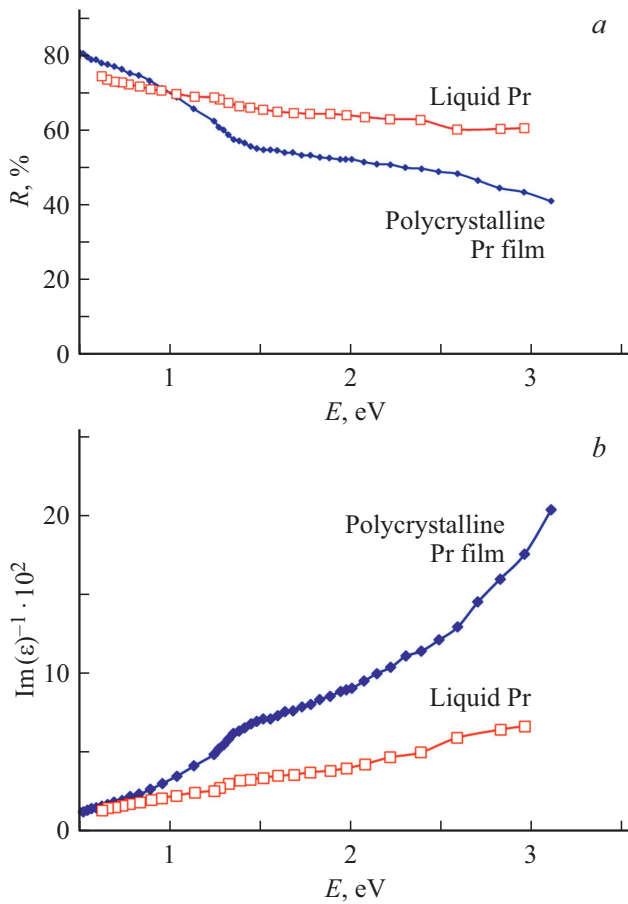 a
80
60
40
20
0
R, %
Liquid Pr
Polycrystalline
Pr film
1
2
3
E, eV
b
20
10
0
Im (ε)⁻¹ · 10²
Polycrystalline
Pr film
Liquid Pr
1
2
3
E, eV